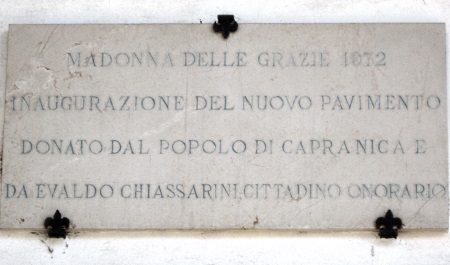 MADONNA DELLE GRAZIE 1972
INAUGURAZIONE DEL NUOVO PAVIMENTO
DONATO DAL POPOLO DI CAPRANICA E
DA EVALDO CHIASSARINI, CITTADINO ONORARIO